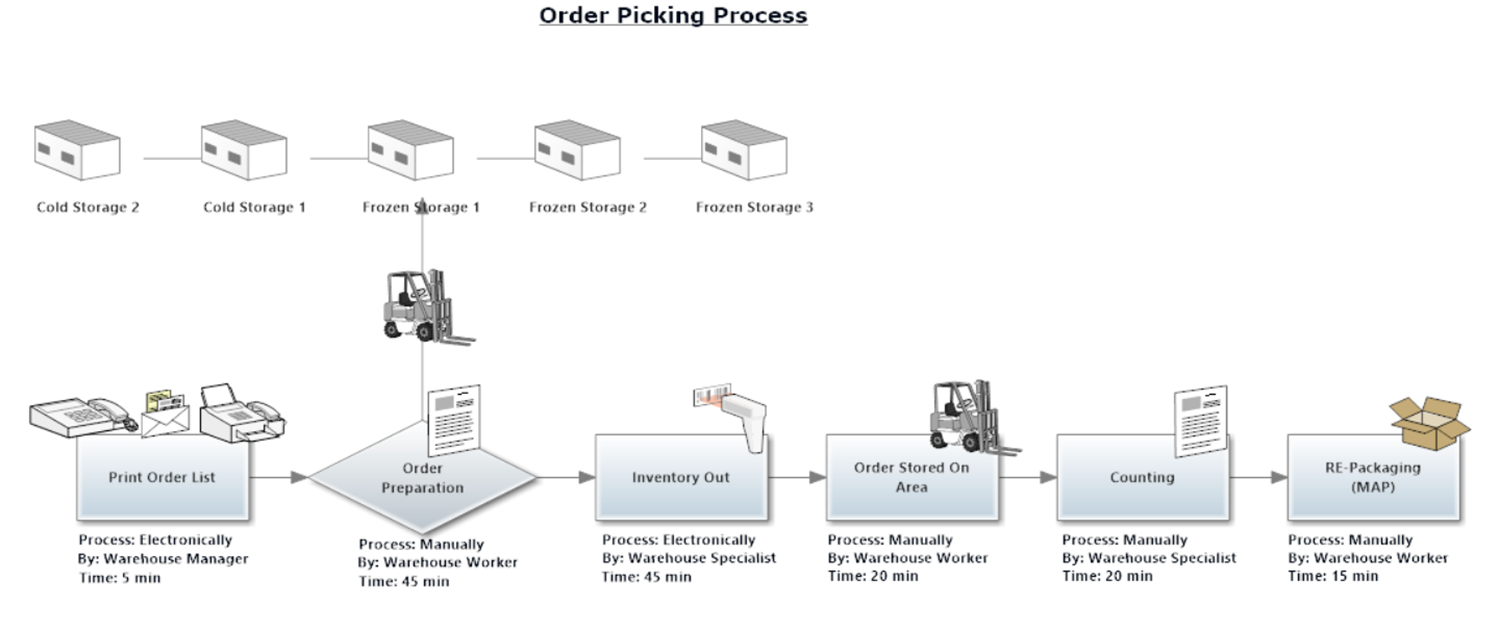 Order Picking Process
Cold Storage 2
Cold Storage 1
Frozen Storage 1
Frozen Storage 2
Frozen Storage 3
Print Order List
Process: Electronically
By: Warehouse Manager
Time: 5 min
Order
Preparation
Process: Manually
By: Warehouse Worker
Time: 45 min
Inventory Out
Process: Electronically
By: Warehouse Specialist
Time: 45 min
Order Stored On
Area
Process: Manually
By: Warehouse Worker
Time: 20 min
Counting
Process: Manually
By: Warehouse Specialist
Time: 20 min
RE-Packaging
(MAP)
Process: Manually
By: Warehouse Worker
Time: 15 min